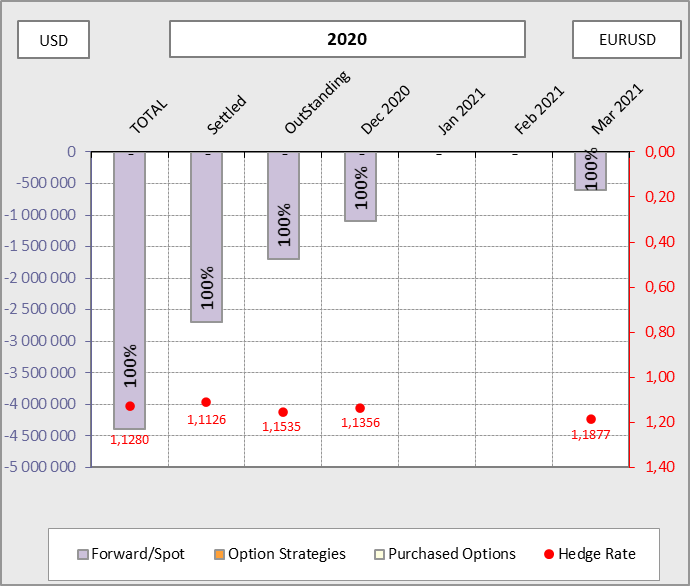 USD
2020
EURUSD
TOTAL
Settled
OutStanding
Dec 2020
Jan 2021
Feb 2021
Mar 2021
0
-500 000
-1 000 000
-1 500 000
-2 000 000
-2 500 000
-3 000 000
-3 500 000
-4 000 000
-4 500 000
-5 000 000
100%
100%
100%
100%
100%
1,1280
1,1126
1,1535
1,1356
1,1877
0,00
0,20
0,40
0,60
0,80
1,00
1,20
1,40
Forward/Spot
Option Strategies
Purchased Options
Hedge Rate